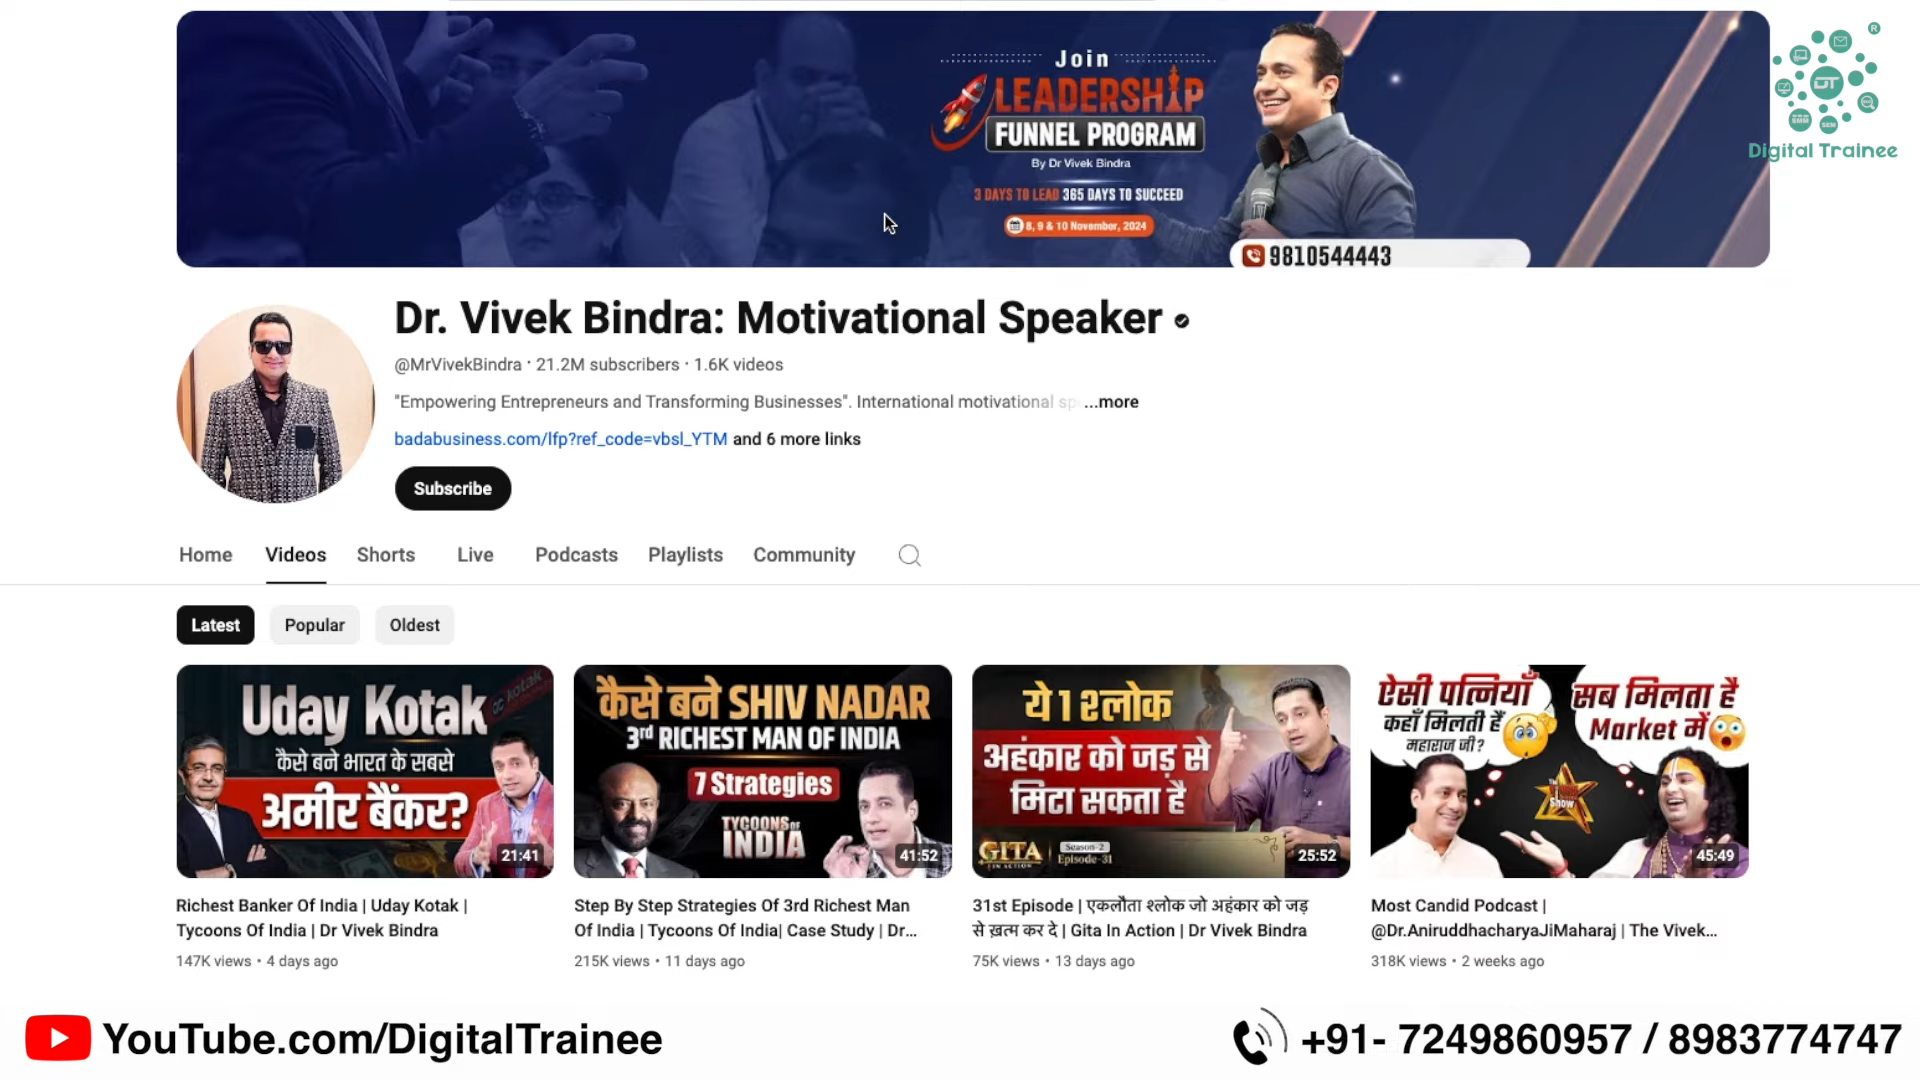 Join
LEADERSHIP
FUNNEL PROGRAM
By Dr Vivek Bindra
3 DAYS TO LEAD 365 DAYS TO SUCCEED
8, 9 & 10 November, 2024
9810544443
DT
SMM
SEM
®
Digital Trainee
Dr. Vivek Bindra: Motivational Speaker
@MrVivekBindra · 21.2M subscribers · 1.6K videos
"Empowering Entrepreneurs and Transforming Businesses". International motivational sp ...more
badabusiness.com/lfp?ref_code=vbsl_YTM and 6 more links
Subscribe
Home Videos Shorts Live Podcasts Playlists Community
Latest Popular Oldest
kotak
Uday Kotak
कैसे बने भारत के सबसे
अमीर बैंकर?
21:41
कैसे बने SHIV NADAR
3rd RICHEST MAN OF INDIA
7 Strategies
TYCOONS OF
INDIA
41:52
ये 1 श्लोक
अहंकार को जड़ से
मिटा सकता है
GITA
IN ACTION
Season-2
Episode-31
25:52
ऐसी पत्नियाँ
कहाँ मिलती हैं
महाराज जी?
सब मिलता है
Market में
Show
45:49
Richest Banker Of India | Uday Kotak |
Tycoons Of India | Dr Vivek Bindra
147K views • 4 days ago
Step By Step Strategies Of 3rd Richest Man
Of India | Tycoons Of India| Case Study | Dr...
215K views • 11 days ago
31st Episode | एकलौता श्लोक जो अहंकार को जड़
से ख़त्म कर दे | Gita In Action | Dr Vivek Bindra
75K views • 13 days ago
Most Candid Podcast |
@Dr.AniruddhacharyaJiMaharaj | The Vivek...
318K views • 2 weeks ago
YouTube.com/DigitalTrainee
+91- 7249860957 / 8983774747